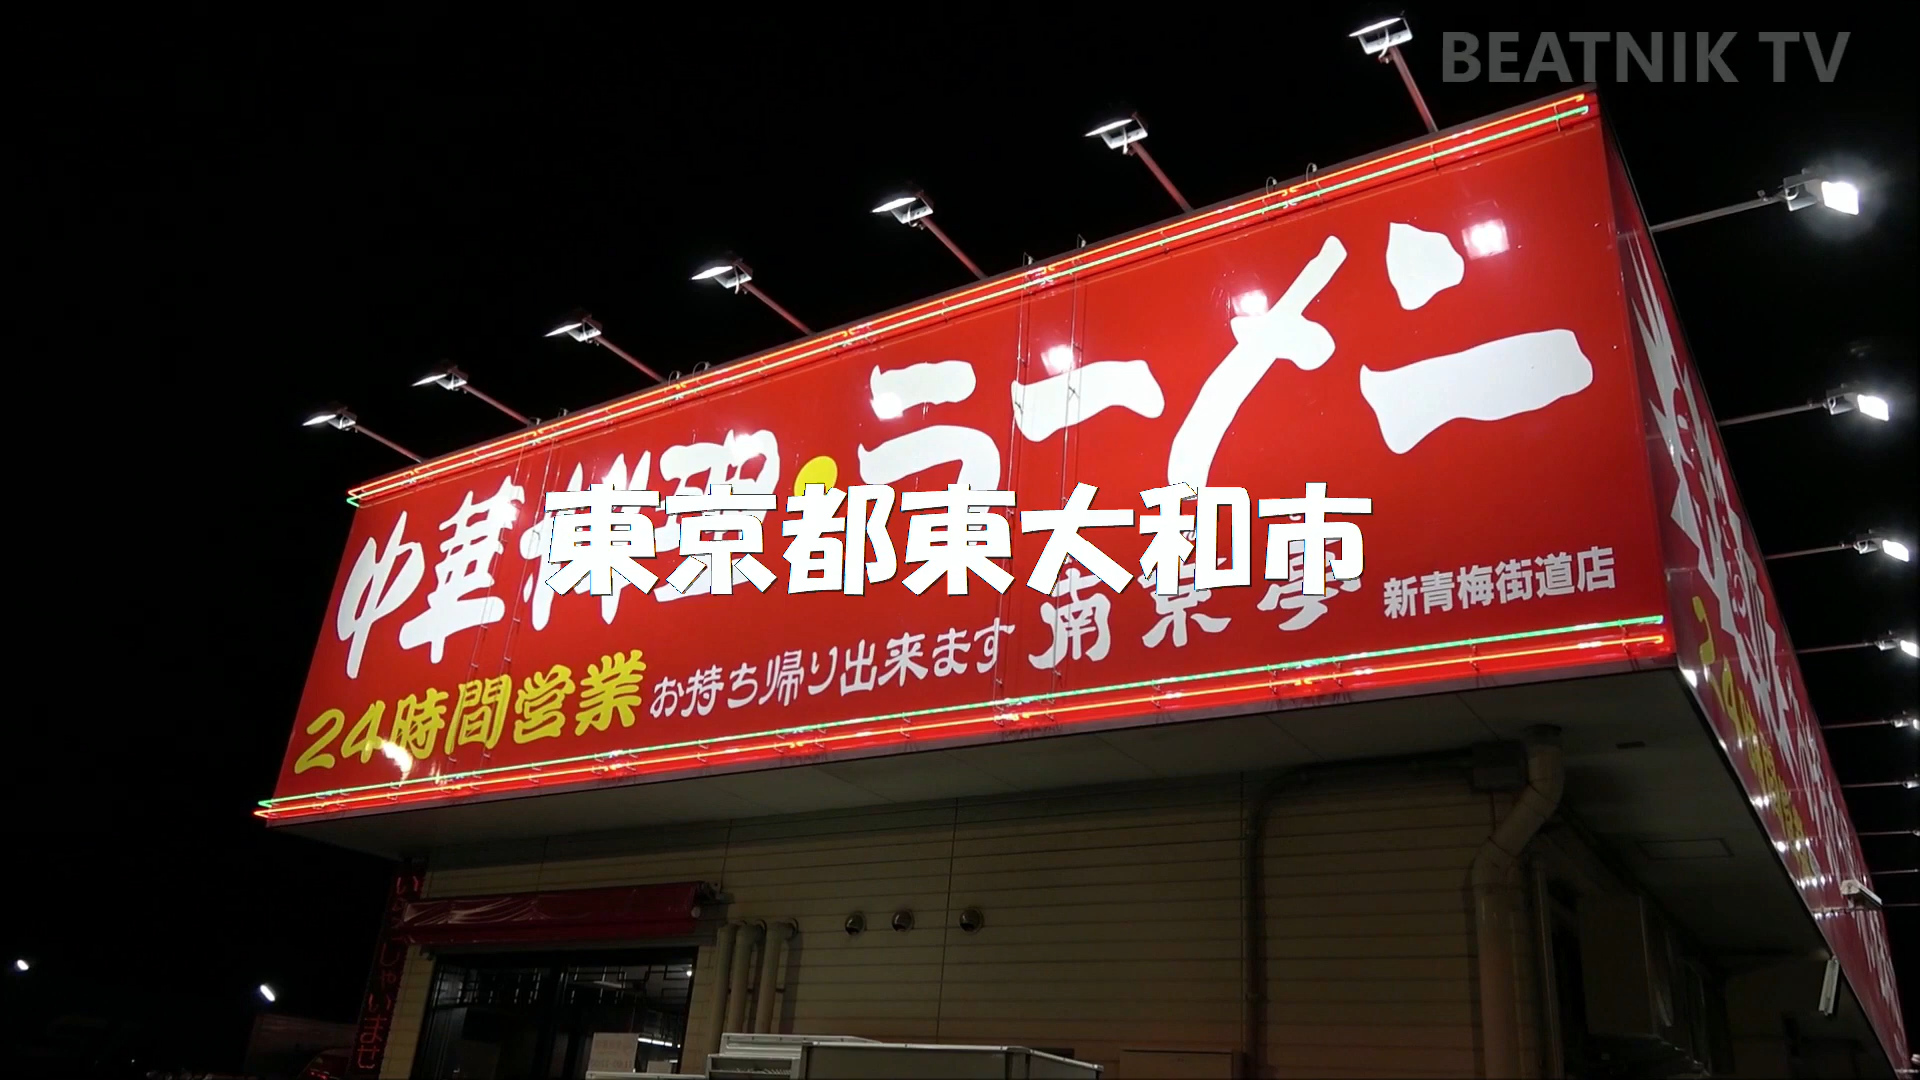 BEATNIK TV
中華料理・ラーメン
東京都東大和市
24時間営業 お持ち帰り出来ます 南葉亭 新青梅街道店